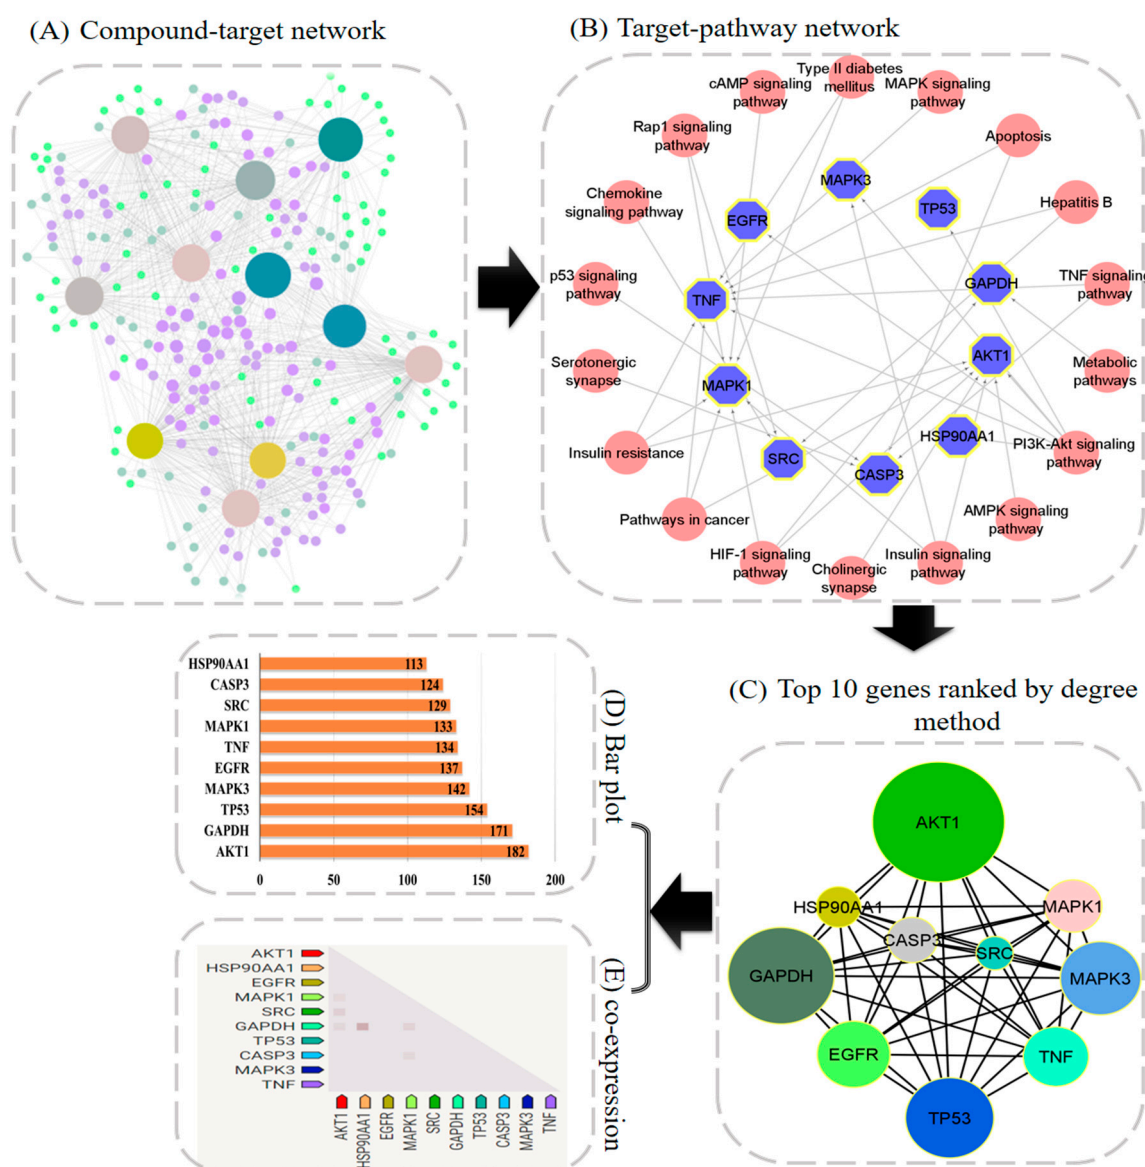 (A) Compound-target network
(B) Target-pathway network
Type II diabetes
mellitus
cAMP signaling
pathway
MAPK signaling
pathway
Rap1 signaling
pathway
Apoptosis
Chemokine
signaling pathway
Hepatitis B
p53 signaling
pathway
TNF signaling
pathway
Serotonergic
synapse
Metabolic
pathways
Insulin resistance
PI3K-Akt signaling
pathway
Pathways in cancer
AMPK signaling
pathway
HIF-1 signaling
pathway
Cholinergic
synapse
Insulin signaling
pathway
MAPK3
TP53
EGFR
GAPDH
TNF
AKT1
MAPK1
HSP90AA1
SRC
CASP3
(C) Top 10 genes ranked by degree
method
AKT1
HSP90AA1
MAPK1
CASP3
SRC
GAPDH
MAPK3
EGFR
TNF
TP53
(D) Bar plot
HSP90AA1 113
CASP3 124
SRC 129
MAPK1 133
TNF 134
EGFR 137
MAPK3 142
TP53 154
GAPDH 171
AKT1 182
0 50 100 150 200
(E) co-expression
AKT1
HSP90AA1
EGFR
MAPK1
SRC
GAPDH
TP53
CASP3
MAPK3
TNF
AKT1
HSP90AA1
EGFR
MAPK1
SRC
GAPDH
TP53
CASP3
MAPK3
TNF